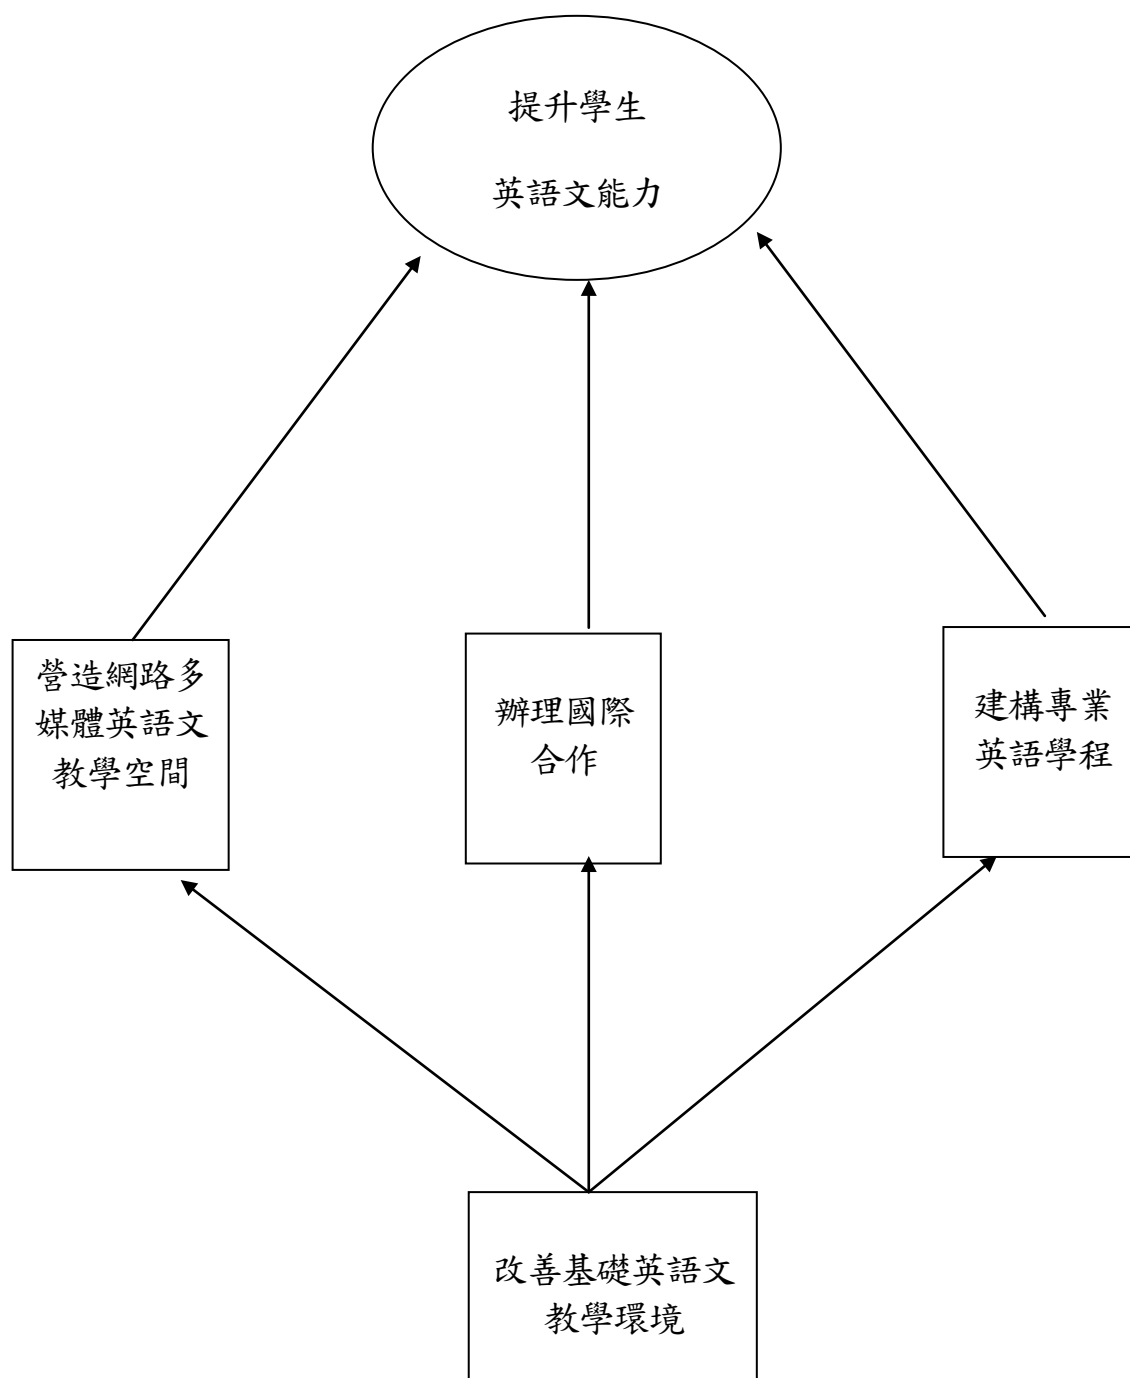 提升學生
英語文能力
營造網路多
媒體英語文
教學空間
辦理國際
合作
建構專業
英語學程
改善基礎英語文
教學環境